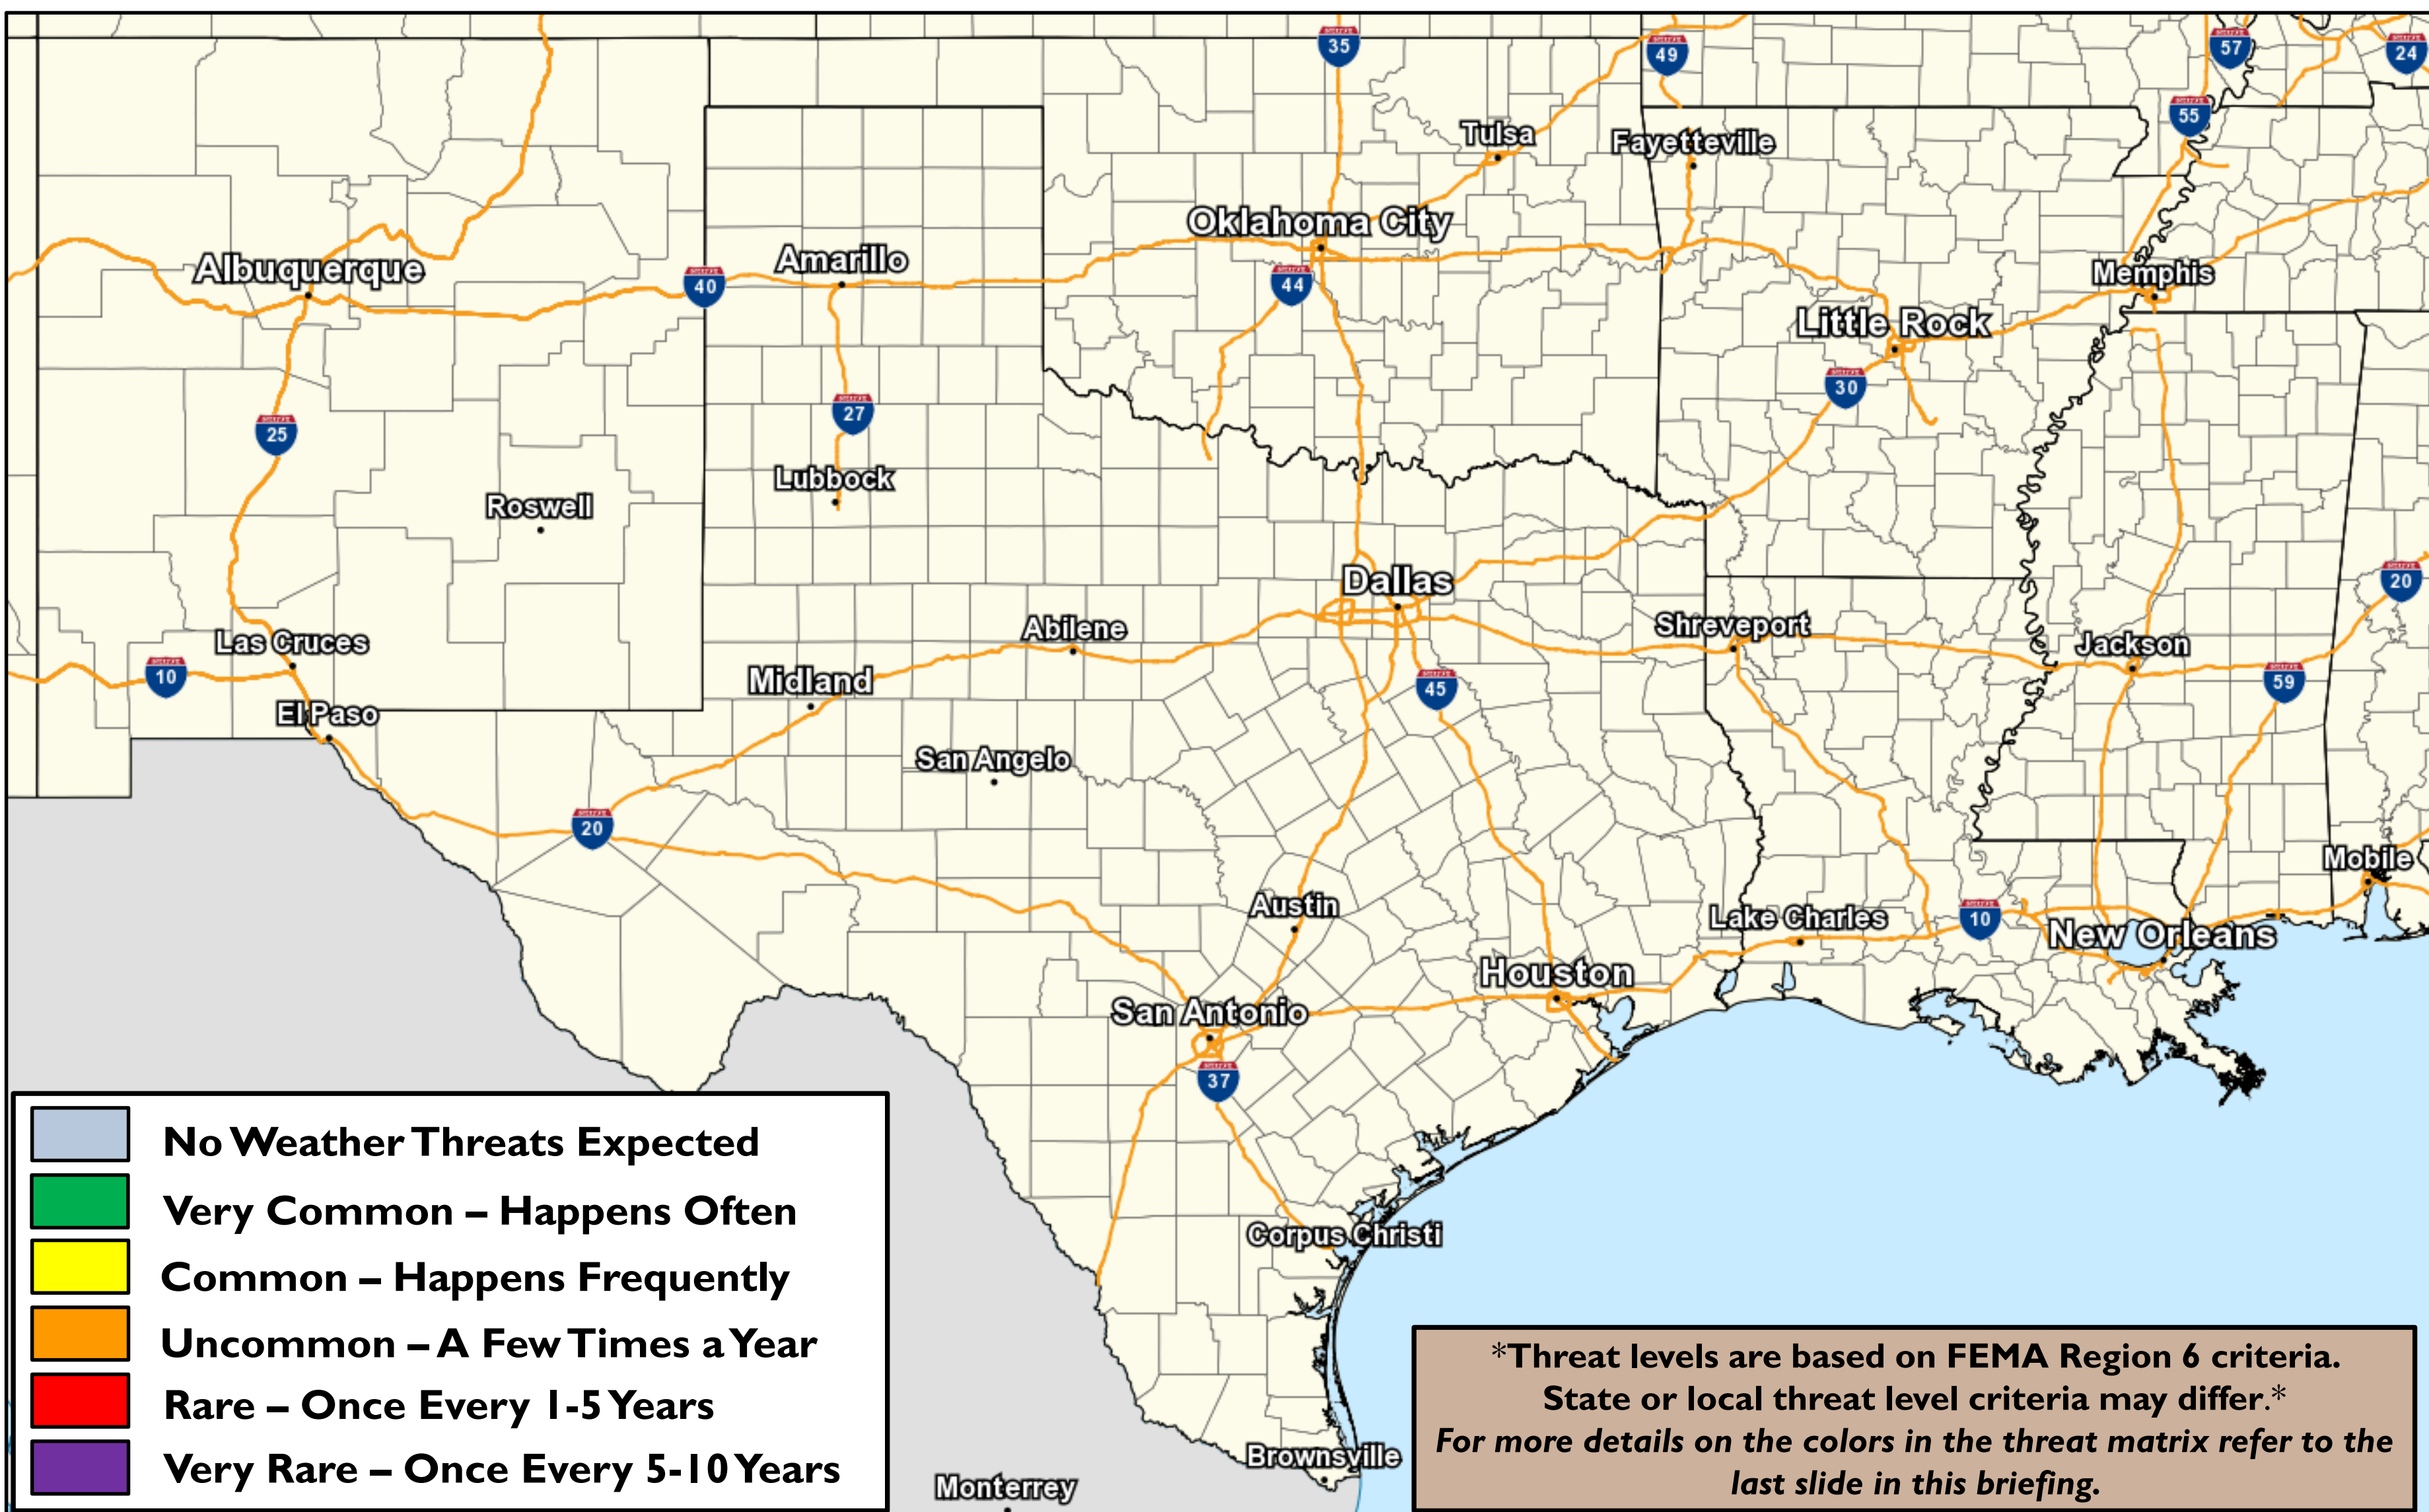 35
49
57
24
55
Tulsa
Fayetteville
Oklahoma City
Albuquerque
Amarillo
40
44
Memphis
Little Rock
30
27
25
Lubbock
Roswell
Dallas
20
Abilene
Shreveport
Las Cruces
Jackson
10
Midland
45
59
El Paso
San Angelo
20
Mobile
Austin
Lake Charles
10
New Orleans
Houston
San Antonio
37
Corpus Christi
Brownsville
Monterrey
No Weather Threats Expected
Very Common – Happens Often
Common – Happens Frequently
Uncommon – A Few Times a Year
Rare – Once Every 1-5 Years
Very Rare – Once Every 5-10 Years
*Threat levels are based on FEMA Region 6 criteria.
State or local threat level criteria may differ.*
For more details on the colors in the threat matrix refer to the
last slide in this briefing.